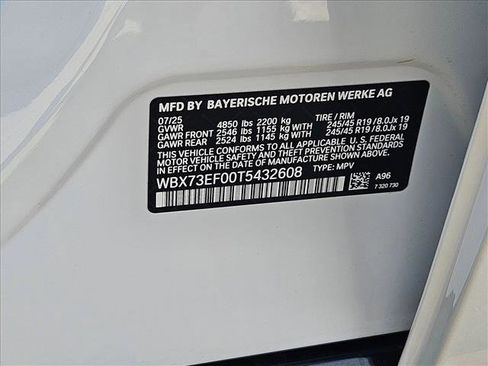 MFD BY BAYERISCHE MOTOREN WERKE AG
07/25 TIRE / RIM
GVWR 4850 lbs 2200 kg
GAWR FRONT 2546 lbs 1155 kg WITH 245/45 R19 /8.0Jx 19
GAWR REAR 2524 lbs 1145 kg WITH 245/45 R19 /8.0Jx 19
THIS VEHICLE CONFORMS TO ALL APPLICABLE U.S. FEDERAL
MOTOR VEHICLE SAFETY, BUMPER, AND THEFT PREVENTION
STANDARDS IN EFFECT ON THE DATE OF MANUFACTURE SHOWN ABOVE.
WBX73EF00T5432608 TYPE: MPV
A96
7 320 730